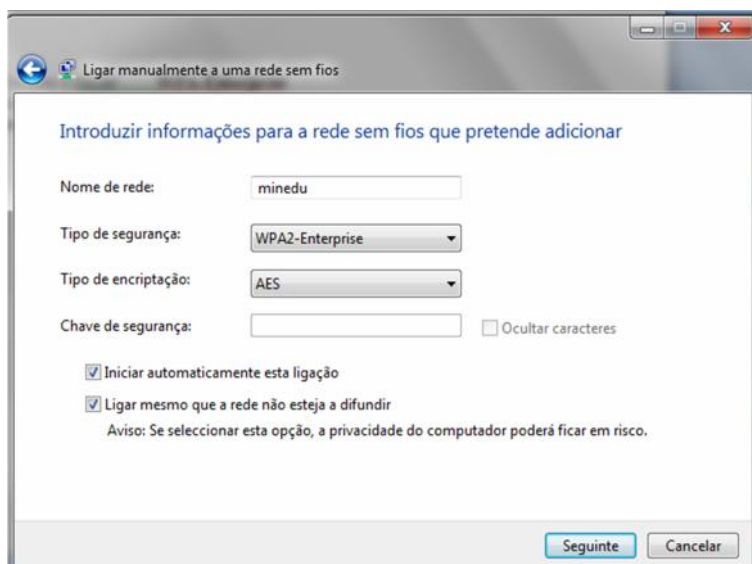 Ligar manualmente a uma rede sem fios
Introduzir informações para a rede sem fios que pretende adicionar
Nome de rede: minedu
Tipo de segurança: WPA2-Enterprise
Tipo de encriptação: AES
Chave de segurança: Ocultar caracteres
Iniciar automaticamente esta ligação
Ligar mesmo que a rede não esteja a difundir
Aviso: Se seleccionar esta opção, a privacidade do computador poderá ficar em risco.
Seguinte Cancelar